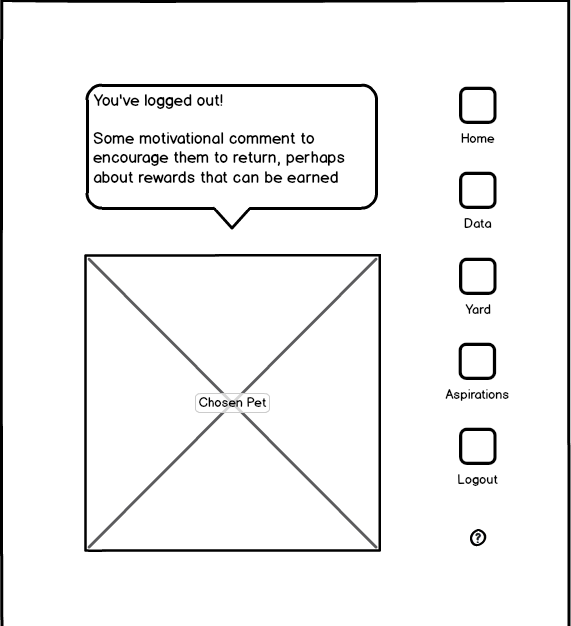 You've logged out!
Some motivational comment to
encourage them to return, perhaps
about rewards that can be earned
Chosen Pet
Home
Data
Yard
Aspirations
Logout
?